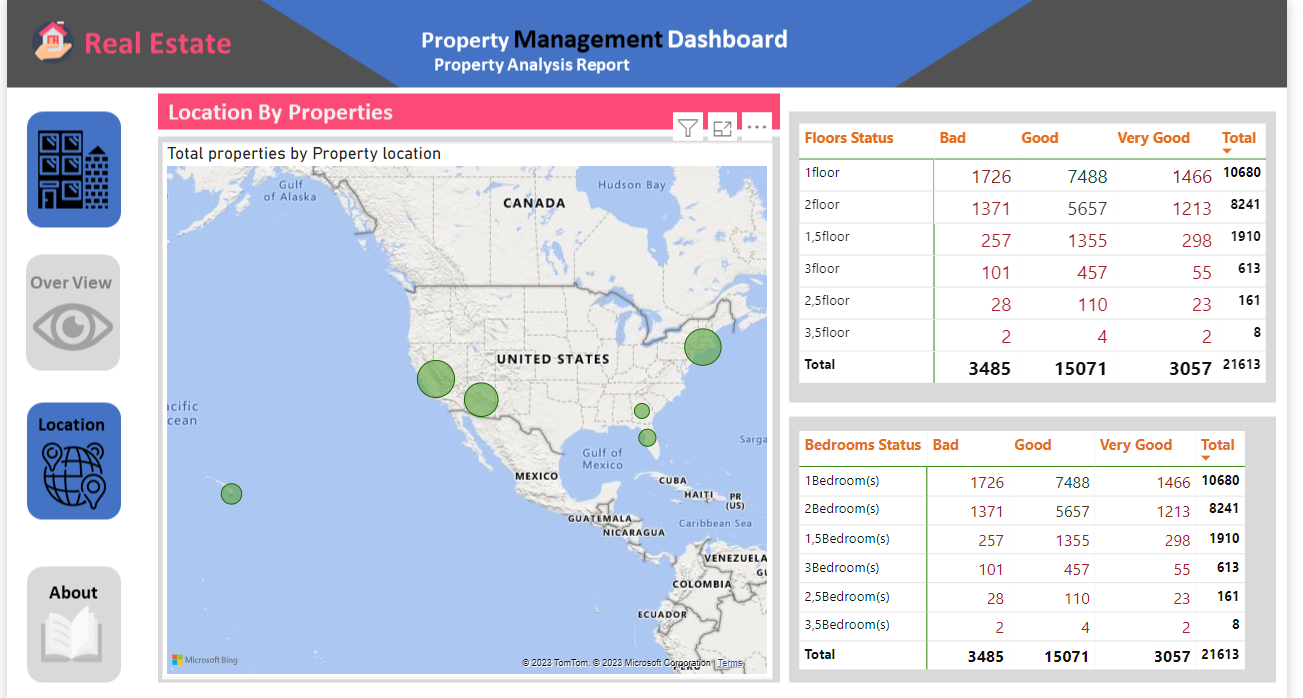 Real Estate
Property Management Dashboard
Property Analysis Report
Over View
Location
About
Location By Properties
Total properties by Property location
Gulf
of Alaska
Hudson Bay
CANADA
UNITED STATES
acific
cean
Sarga
Gulf of
Mexico
MEXICO
CUBA
HAITI
PR
(US)
GUATEMALA
Caribbean Sea
NICARAGUA
VENEZUELA
GU
COLOMBIA
ECUADOR
PERU
Microsoft Bing
© 2023 TomTom, © 2023 Microsoft Corporation Terms
Floors Status Bad Good Very Good Total
1floor 1726 7488 1466 10680
2floor 1371 5657 1213 8241
1,5floor 257 1355 298 1910
3floor 101 457 55 613
2,5floor 28 110 23 161
3,5floor 2 4 2 8
Total 3485 15071 3057 21613
Bedrooms Status Bad Good Very Good Total
1Bedroom(s) 1726 7488 1466 10680
2Bedroom(s) 1371 5657 1213 8241
1,5Bedroom(s) 257 1355 298 1910
3Bedroom(s) 101 457 55 613
2,5Bedroom(s) 28 110 23 161
3,5Bedroom(s) 2 4 2 8
Total 3485 15071 3057 21613